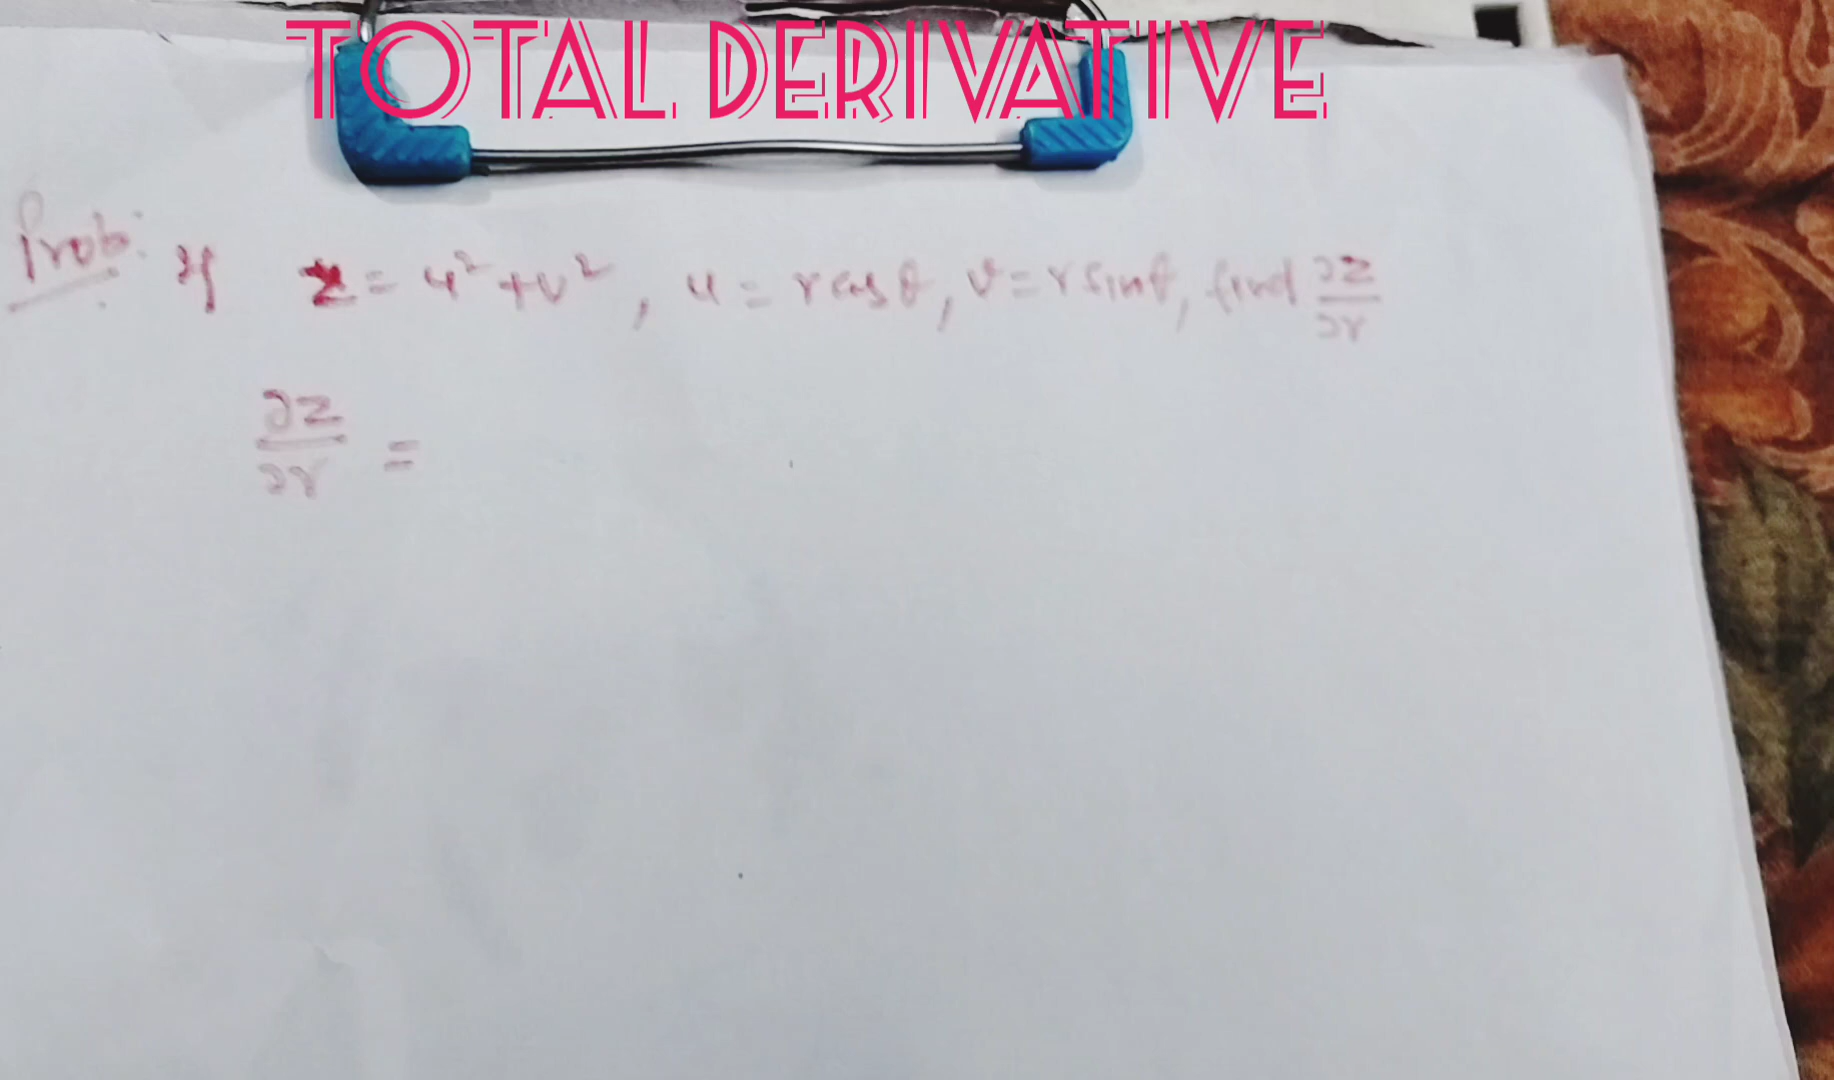 TOTAL DERIVATIVE
Prob: If z = u² + v², u = r cos θ, v = r sin θ, find ∂z/∂r
∂z/∂r =